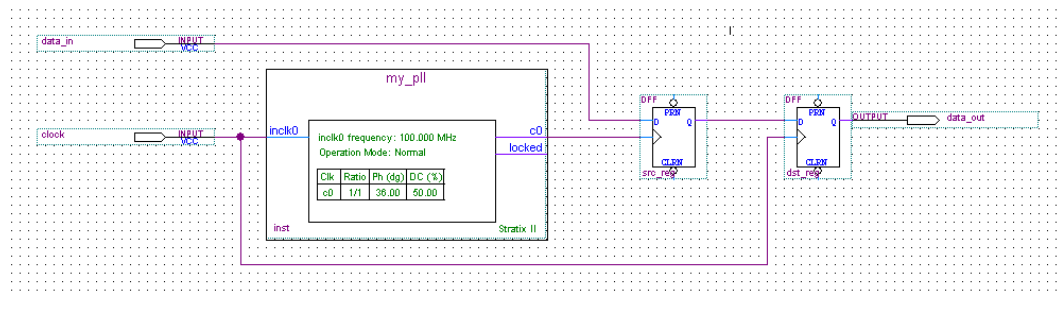 data_in
INPUT
VCC
my_pll
clock
INPUT
VCC
inclk0
inclk0 frequency: 100.000 MHz
Operation Mode: Normal
Clk Ratio Ph (dg) DC (%)
c0 1/1 36.00 50.00
c0
locked
inst
Stratix II
DFF
PRN
D Q
CLRN
src_reg
DFF
PRN
D Q
CLRN
dst_reg
OUTPUT
data_out